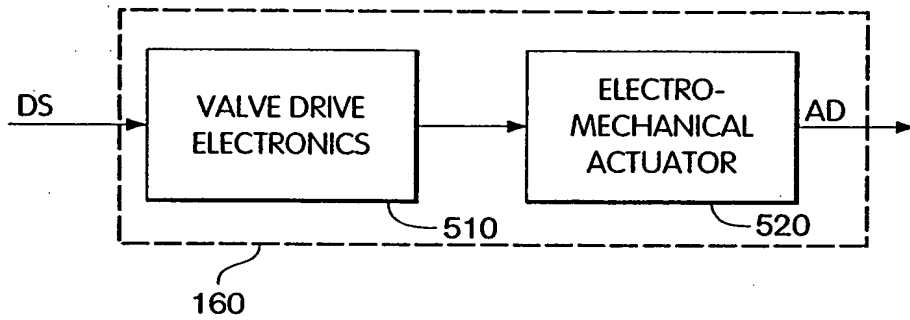 DS
VALVE DRIVE
ELECTRONICS
510
ELECTRO-
MECHANICAL
ACTUATOR
520
AD
160